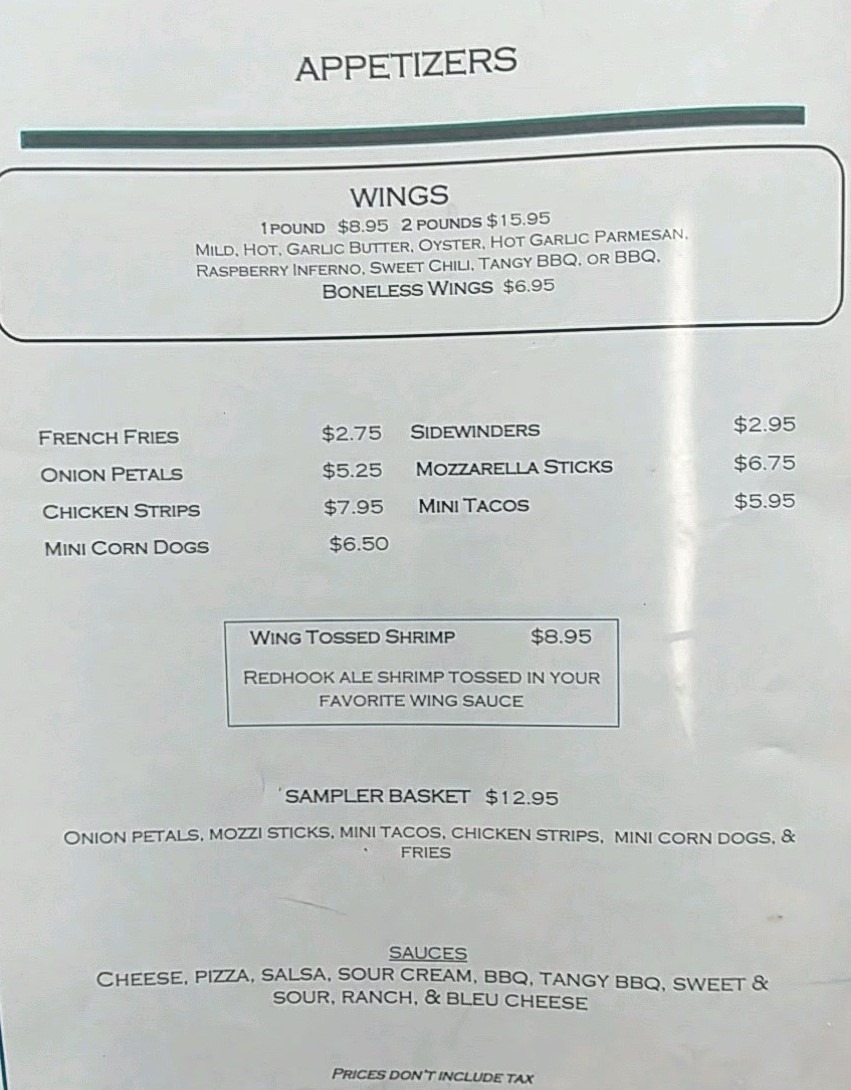 APPETIZERS
WINGS
1 POUND $8.95 2 POUNDS $15.95
MILD, HOT, GARLIC BUTTER, OYSTER, HOT GARLIC PARMESAN,
RASPBERRY INFERNO, SWEET CHILI, TANGY BBQ, OR BBQ,
BONELESS WINGS $6.95
FRENCH FRIES $2.75 SIDEWINDERS $2.95
ONION PETALS $5.25 MOZZARELLA STICKS $6.75
CHICKEN STRIPS $7.95 MINI TACOS $5.95
MINI CORN DOGS $6.50
WING TOSSED SHRIMP $8.95
REDHOOK ALE SHRIMP TOSSED IN YOUR
FAVORITE WING SAUCE
SAMPLER BASKET $12.95
ONION PETALS, MOZZI STICKS, MINI TACOS, CHICKEN STRIPS, MINI CORN DOGS, &
FRIES
SAUCES
CHEESE, PIZZA, SALSA, SOUR CREAM, BBQ, TANGY BBQ, SWEET &
SOUR, RANCH, & BLEU CHEESE
PRICES DON'T INCLUDE TAX